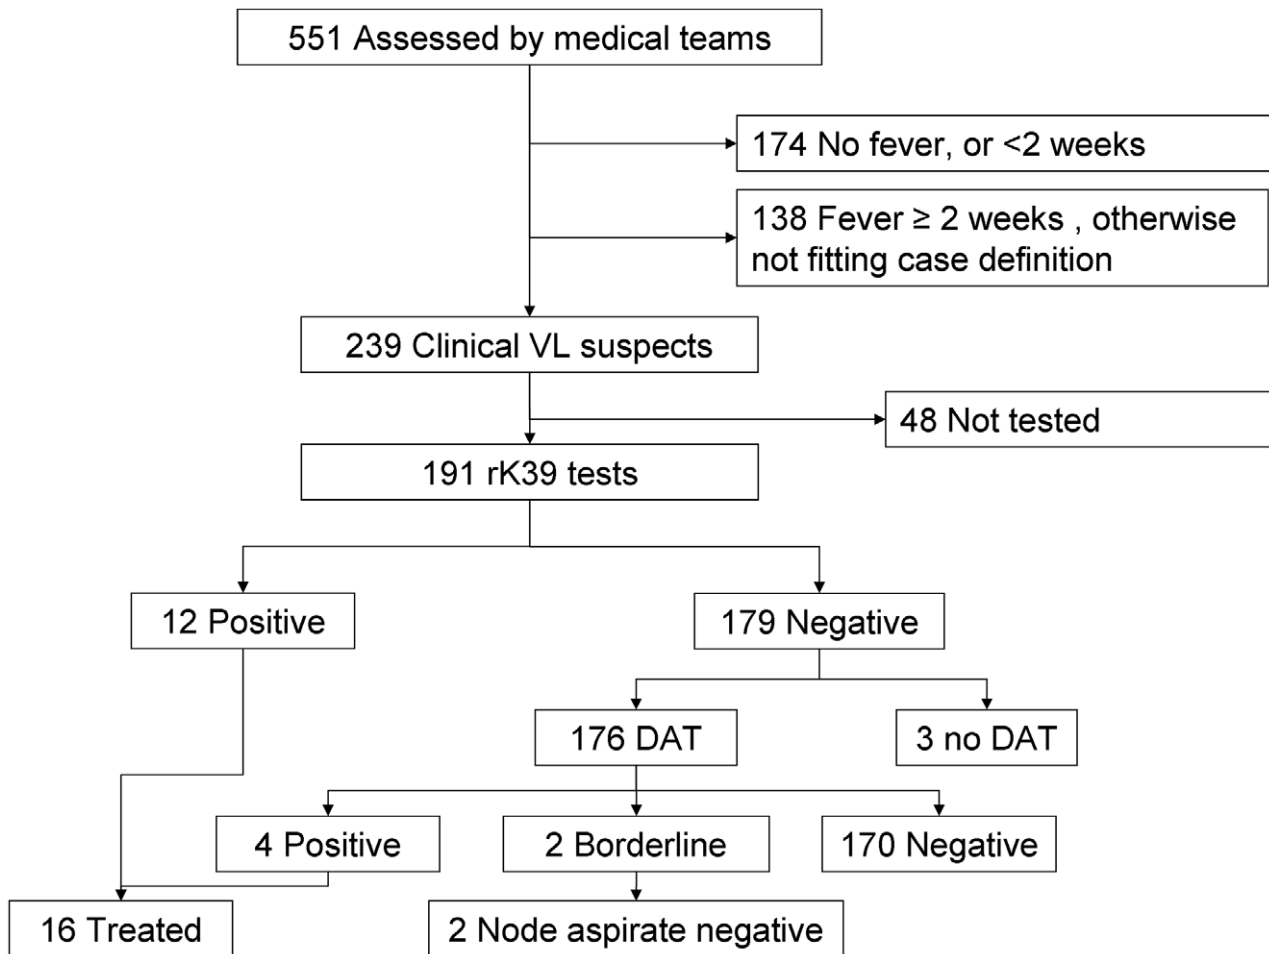 551 Assessed by medical teams
174 No fever, or <2 weeks
138 Fever ≥ 2 weeks , otherwise
not fitting case definition
239 Clinical VL suspects
48 Not tested
191 rK39 tests
12 Positive
179 Negative
176 DAT
3 no DAT
4 Positive
2 Borderline
170 Negative
16 Treated
2 Node aspirate negative